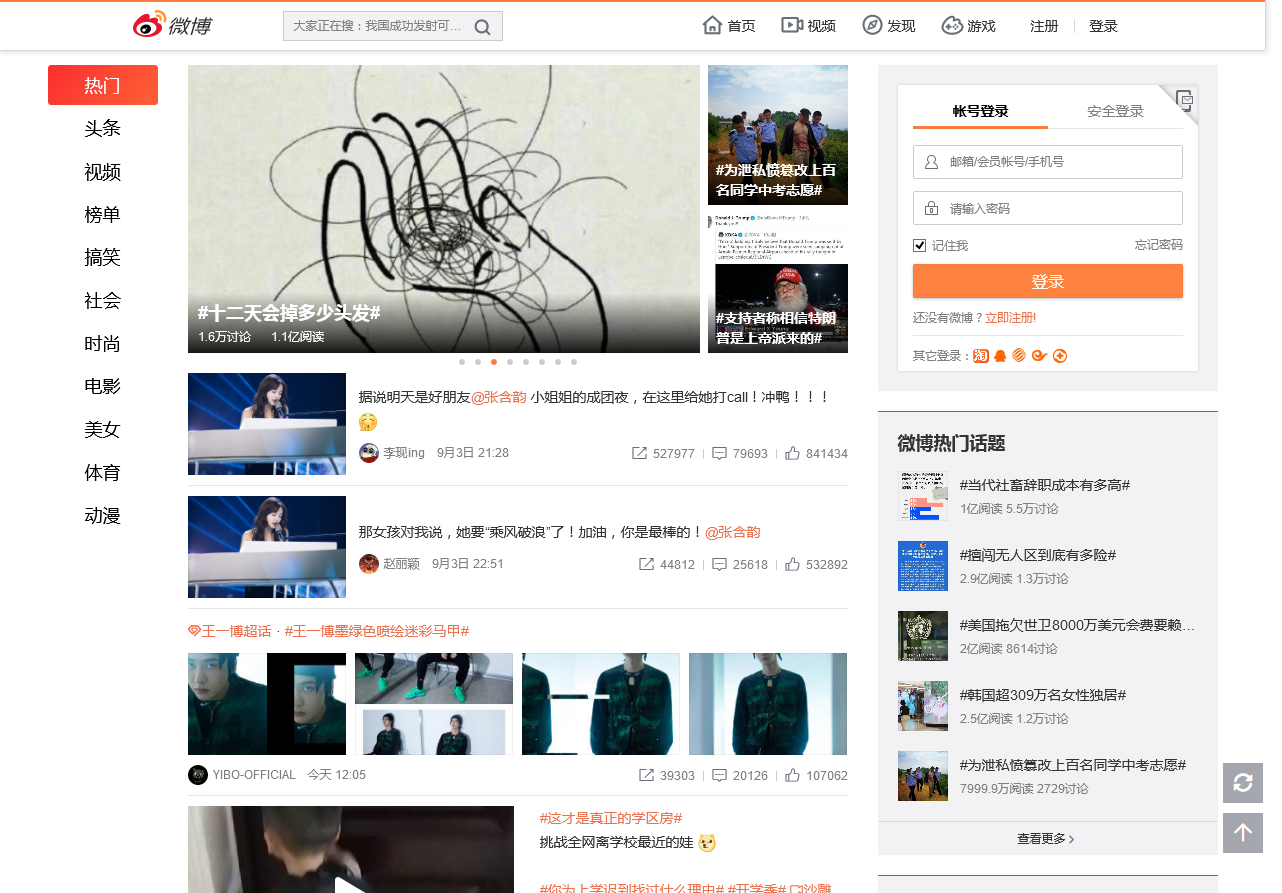 微博
大家正在搜：我国成功发射可…
首页
视频
发现
游戏
注册
登录
热门
头条
视频
榜单
搞笑
社会
时尚
电影
美女
体育
动漫
#十二天会掉多少头发#
1.6万讨论 1.1亿阅读
#为泄私愤篡改上百
名同学中考志愿#
#支持者称相信特朗
普是上帝派来的#
据说明天是好朋友@张含韵 小姐姐的成团夜，在这里给她打call！冲鸭！！！
李现ing 9月3日 21:28
527977 79693 841434
那女孩对我说，她要“乘风破浪”了！加油，你是最棒的！@张含韵
赵丽颖 9月3日 22:51
44812 25618 532892
王一博超话 · #王一博墨绿色喷绘迷彩马甲#
YIBO-OFFICIAL 今天 12:05
39303 20126 107062
#这才是真正的学区房#
挑战全网离学校最近的娃
#你为上学迟到找过什么理由# #开学季# 口沙雕
帐号登录
安全登录
邮箱/会员帐号/手机号
请输入密码
记住我
忘记密码
登录
还没有微博？立即注册!
其它登录：
淘
微博热门话题
#当代社畜辞职成本有多高#
1亿阅读 5.5万讨论
#擅闯无人区到底有多险#
2.9亿阅读 1.3万讨论
#美国拖欠世卫8000万美元会费要赖…
2亿阅读 8614讨论
#韩国超309万名女性独居#
2.5亿阅读 1.2万讨论
#为泄私愤篡改上百名同学中考志愿#
7999.9万阅读 2729讨论
查看更多